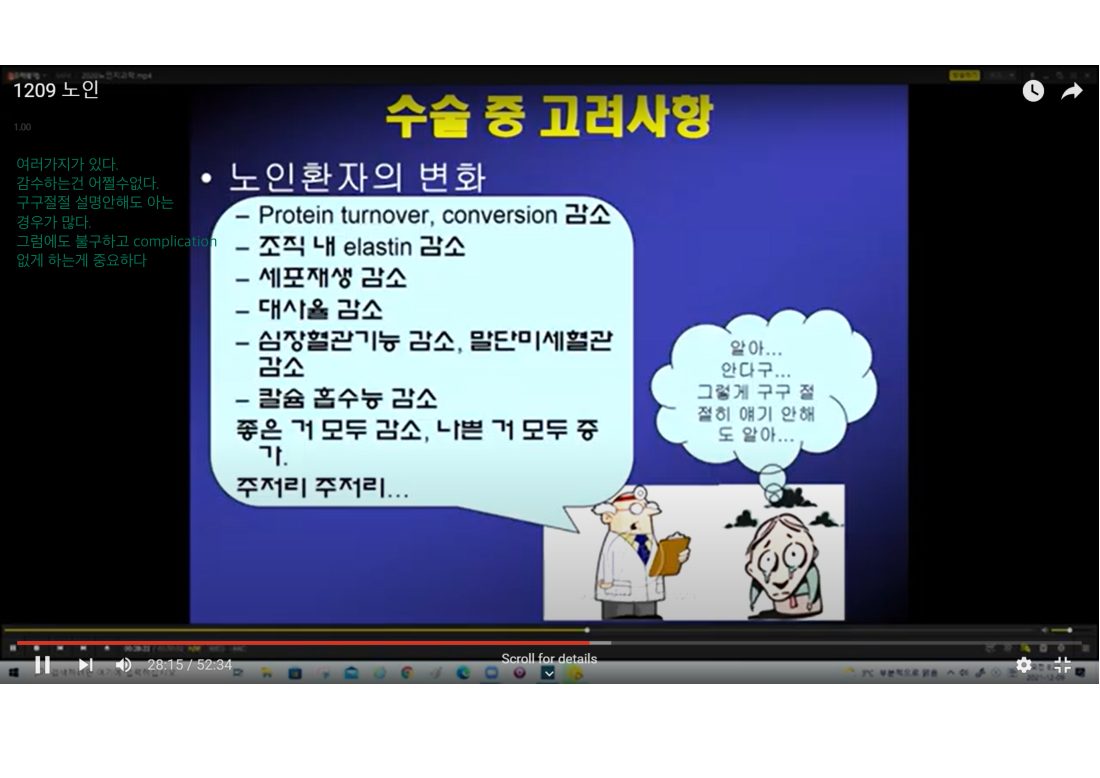 1209 노인
1.00
여러가지가 있다.
감수하는건 어쩔수없다.
구구절절 설명안해도 아는
경우가 많다.
그럼에도 불구하고 complication
없게 하는게 중요하다
수술 중 고려사항
• 노인환자의 변화
– Protein turnover, conversion 감소
– 조직 내 elastin 감소
– 세포재생 감소
– 대사율 감소
– 심장혈관기능 감소, 말단미세혈관
감소
– 칼슘 흡수능 감소
좋은 거 모두 감소, 나쁜 거 모두 증
가.
주저리 주저리...
알아...
안다구...
그렇게 구구 절
절히 얘기 안해
도 알아...
28:15 / 52:34
Scroll for details